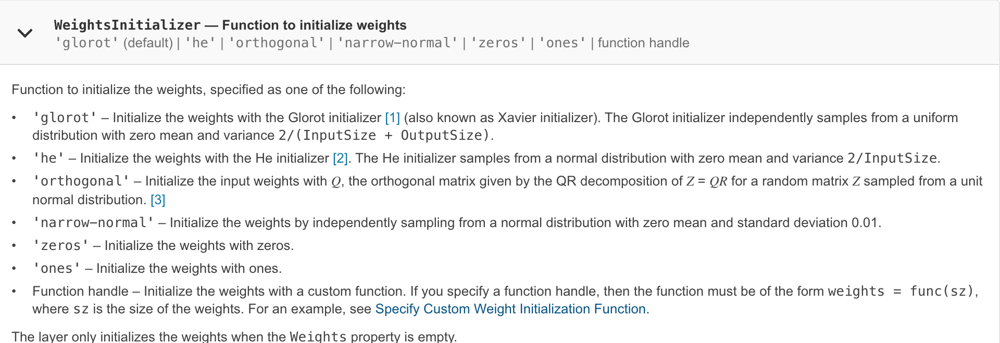 WeightsInitializer — Function to initialize weights
'glorot' (default) | 'he' | 'orthogonal' | 'narrow-normal' | 'zeros' | 'ones' | function handle
Function to initialize the weights, specified as one of the following:
• 'glorot' – Initialize the weights with the Glorot initializer [1] (also known as Xavier initializer). The Glorot initializer independently samples from a uniform
distribution with zero mean and variance 2/(InputSize + OutputSize).
• 'he' – Initialize the weights with the He initializer [2]. The He initializer samples from a normal distribution with zero mean and variance 2/InputSize.
• 'orthogonal' – Initialize the input weights with Q, the orthogonal matrix given by the QR decomposition of Z = QR for a random matrix Z sampled from a unit
normal distribution. [3]
• 'narrow-normal' – Initialize the weights by independently sampling from a normal distribution with zero mean and standard deviation 0.01.
• 'zeros' – Initialize the weights with zeros.
• 'ones' – Initialize the weights with ones.
• Function handle – Initialize the weights with a custom function. If you specify a function handle, then the function must be of the form weights = func(sz),
where sz is the size of the weights. For an example, see Specify Custom Weight Initialization Function.
The layer only initializes the weights when the Weights property is empty.